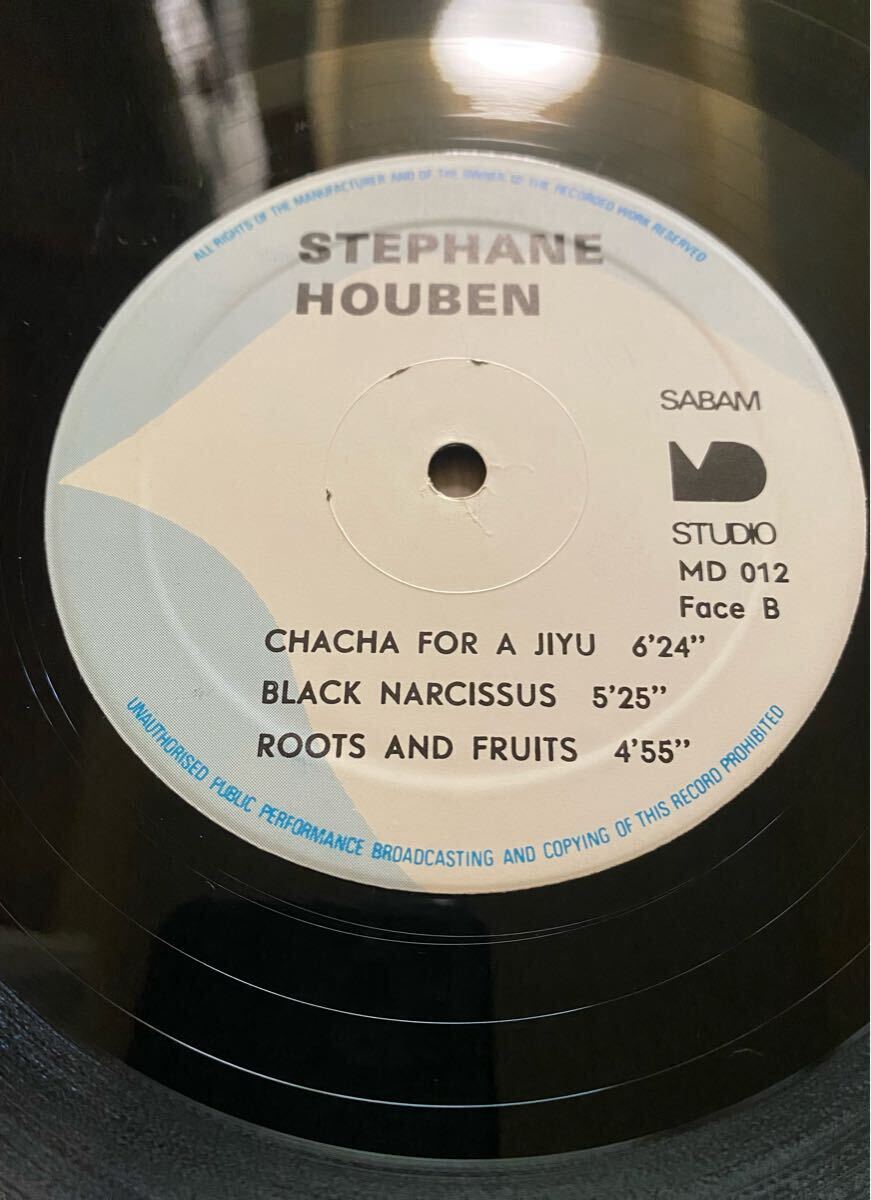 ALL RIGHTS OF THE MANUFACTURER AND OF THE OWNER OF THE RECORDED WORK RESERVED
STEPHANE
HOUBEN
SABAM
MD
STUDIO
MD 012
Face B
CHACHA FOR A JIYU 6'24"
BLACK NARCISSUS 5'25"
ROOTS AND FRUITS 4'55"
UNAUTHORISED PUBLIC PERFORMANCE BROADCASTING AND COPYING OF THIS RECORD PROHIBITED